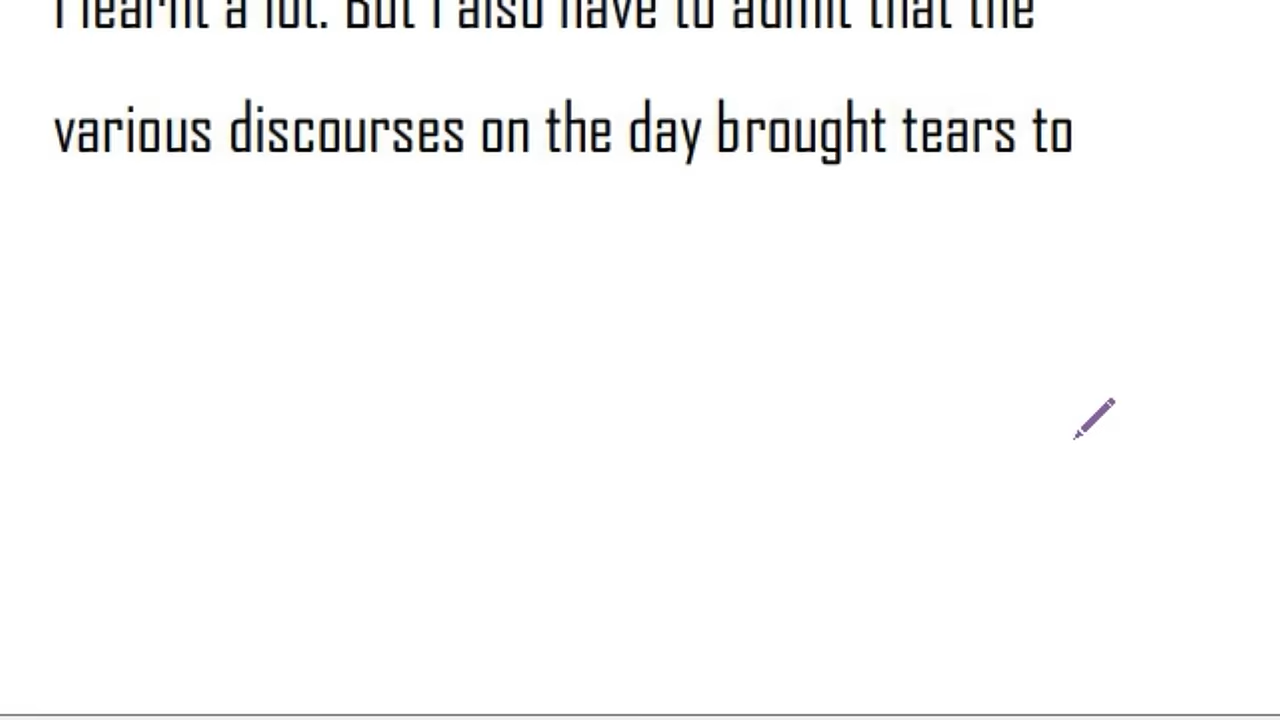 I learnt a lot. But I also have to admit that the
various discourses on the day brought tears to